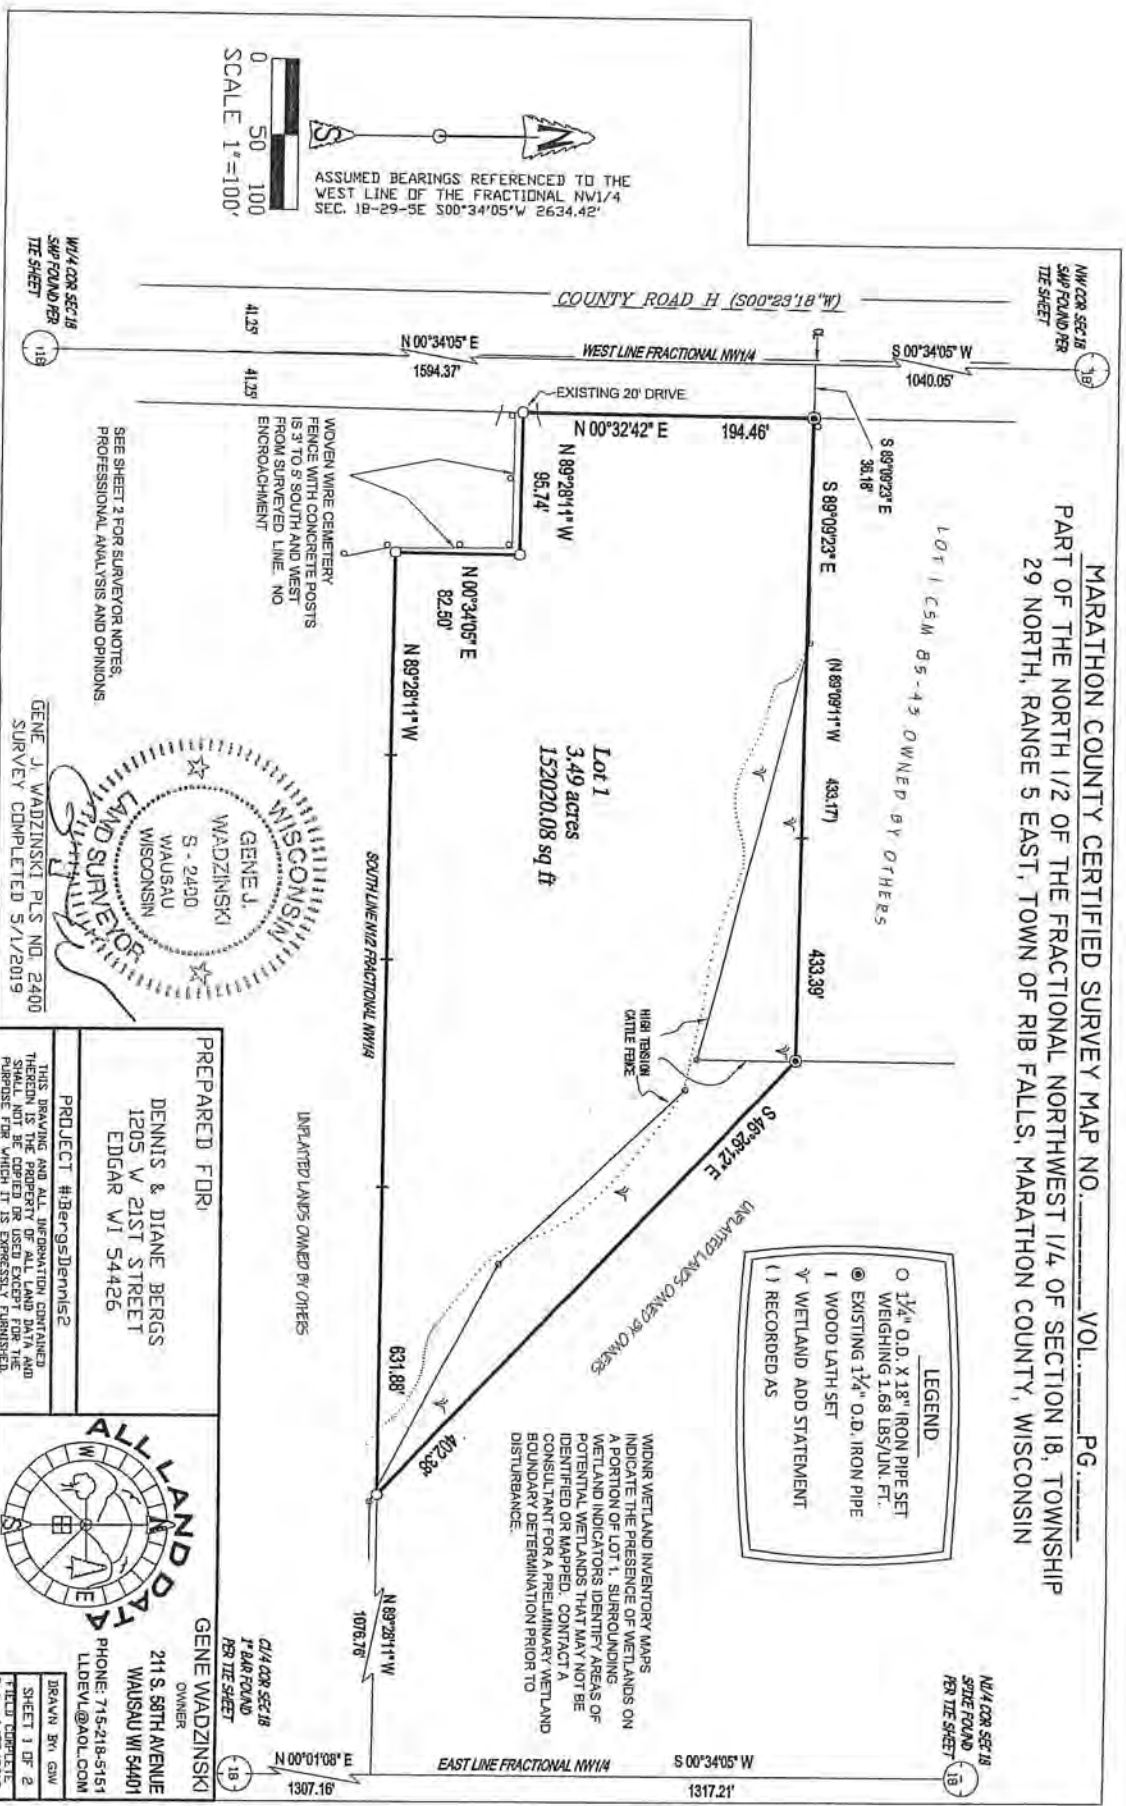 MARATHON COUNTY CERTIFIED SURVEY MAP NO.________ VOL._____PG._____
PART OF THE NORTH 1/2 OF THE FRACTIONAL NORTHWEST 1/4 OF SECTION 18, TOWNSHIP
29 NORTH, RANGE 5 EAST, TOWN OF RIB FALLS, MARATHON COUNTY, WISCONSIN
NW COR SEC 18
SMP FOUND PER
TIE SHEET
18
N1/4 COR SEC 18
SPIKE FOUND
PER TIE SHEET
18
COUNTY ROAD H (S00°23'18"W)
S 00°34'05" W
1040.05'
WEST LINE FRACTIONAL NW1/4
N 00°34'05" E
1594.37'
41.25'
41.25'
S 89°09'23" E
36.18'
LOT 1 CSM 85-43 OWNED BY OTHERS
S 89°09'23" E
(N 89°09'11" W 433.17')
433.39'
EXISTING 20' DRIVE
N 00°32'42" E
194.46'
N 89°28'11" W
95.74'
N 00°34'05" E
82.50'
N 89°28'11" W
Lot 1
3.49 acres
152020.08 sq ft
HIGH TENSION
CATTLE FENCE
S 46°26'12" E
402.38'
UNPLATTED LANDS OWNED BY OWNERS
LEGEND
O 1¼" O.D. X 18" IRON PIPE SET
WEIGHING 1.68 LBS/LIN. FT.
EXISTING 1¼" O.D. IRON PIPE
WOOD LATH SET
WETLAND ADD STATEMENT
( ) RECORDED AS
WIDNR WETLAND INVENTORY MAPS
INDICATE THE PRESENCE OF WETLANDS ON
A PORTION OF LOT 1. SURROUNDING
WETLAND INDICATORS IDENTIFY AREAS OF
POTENTIAL WETLANDS THAT MAY NOT BE
IDENTIFIED OR MAPPED. CONTACT A
CONSULTANT FOR A PRELIMINARY WETLAND
BOUNDARY DETERMINATION PRIOR TO
DISTURBANCE.
SOUTH LINE N1/2 FRACTIONAL NW1/4
631.88'
UNPLATTED LANDS OWNED BY OTHERS
N 89°28'11" W
1076.76'
S 00°34'05" W
1317.21'
EAST LINE FRACTIONAL NW1/4
N 00°01'08" E
1307.16'
C1/4 COR SEC 18
1" BAR FOUND
PER TIE SHEET
18
W1/4 COR SEC 18
SMP FOUND PER
TIE SHEET
18
WOVEN WIRE CEMETERY
FENCE WITH CONCRETE POSTS
IS 3' TO 5' SOUTH AND WEST
FROM SURVEYED LINE. NO
ENCROACHMENT
SEE SHEET 2 FOR SURVEYOR NOTES,
PROFESSIONAL ANALYSIS AND OPINIONS.
N
S
ASSUMED BEARINGS REFERENCED TO THE
WEST LINE OF THE FRACTIONAL NW1/4
SEC. 18-29-5E S00°34'05"W 2634.42'
0 50 100
SCALE 1"=100'
WISCONSIN
GENE J.
WADZINSKI
S - 2400
WAUSAU
WISCONSIN
LAND SURVEYOR
GENE J. WADZINSKI PLS NO. 2400
SURVEY COMPLETED 5/1/2019
PREPARED FOR:
DENNIS & DIANE BERGS
1205 W 21ST STREET
EDGAR WI 54426
PROJECT #:BergsDennis2
THIS DRAWING AND ALL INFORMATION CONTAINED
THEREON IS THE PROPERTY OF ALL LAND DATA AND
SHALL NOT BE COPIED OR USED EXCEPT FOR THE
PURPOSE FOR WHICH IT IS EXPRESSLY FURNISHED.
ALL LAND DATA
N
W
E
S
GENE WADZINSKI
OWNER
211 S. 58TH AVENUE
WAUSAU WI 54401
PHONE: 715-218-5151
LLDEVL@AOL.COM
DRAWN BY: GJW
SHEET 1 OF 2
FIELD COMPLETE